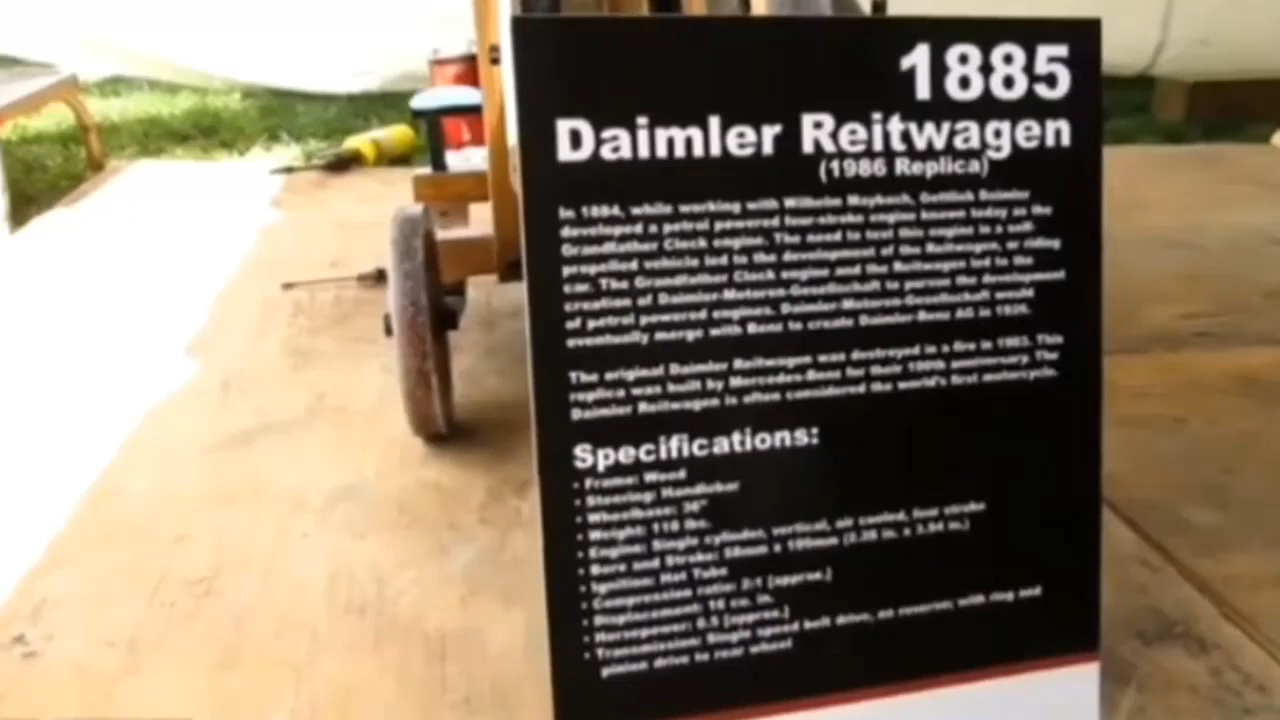 1885
Daimler Reitwagen
(1986 Replica)
In 1884, while working with Wilhelm Maybach, Gottlieb Daimler
developed a petrol powered four-stroke engine known today as the
Grandfather Clock engine. The need to test this engine in a self-
propelled vehicle led to the development of the Reitwagen, or riding
car. The Grandfather Clock engine and the Reitwagen led to the
creation of Daimler-Motoren-Gesellschaft to pursue the development
of petrol powered engines. Daimler-Motoren-Gesellschaft would
eventually merge with Benz to create Daimler-Benz AG in 1926.
The original Daimler Reitwagen was destroyed in a fire in 1903. This
replica was built by Mercedes-Benz for their 100th anniversary. The
Daimler Reitwagen is often considered the world's first motorcycle.
Specifications:
• Frame: Wood
• Steering: Handlebar
• Wheelbase:
• Weight: 110 lbs.
• Engine: Single cylinder, vertical, air cooled, four stroke
• Bore and Stroke: 58mm x 100mm (2.28 in. x 3.94 in.)
• Ignition: Hot Tube
• Compression ratio: 2:1 [approx.]
• Displacement: 16 cu. in.
• Horsepower: 0.5 [approx.]
• Transmission: Single speed belt drive, no reverse; with ring and
pinion drive to rear wheel